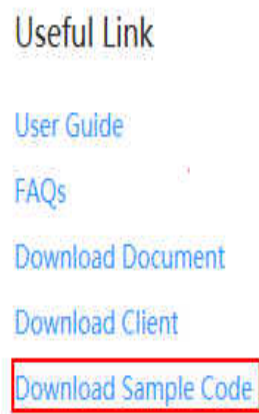 Useful Link
User Guide
FAQs
Download Document
Download Client
Download Sample Code